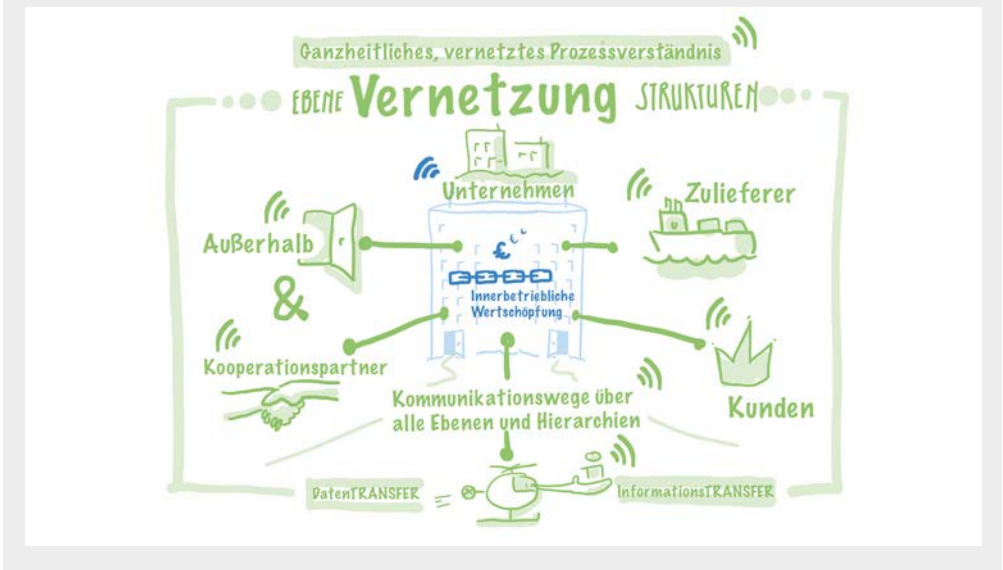 Ganzheitliches, vernetztes Prozessverständnis
EBENE Vernetzung STRUKTUREN
Unternehmen
Zulieferer
Außerhalb
€ € €
&
Innerbetriebliche
Wertschöpfung
Kooperationspartner
Kunden
Kommunikationswege über
alle Ebenen und Hierarchien
DatenTRANSFER
InformationsTRANSFER